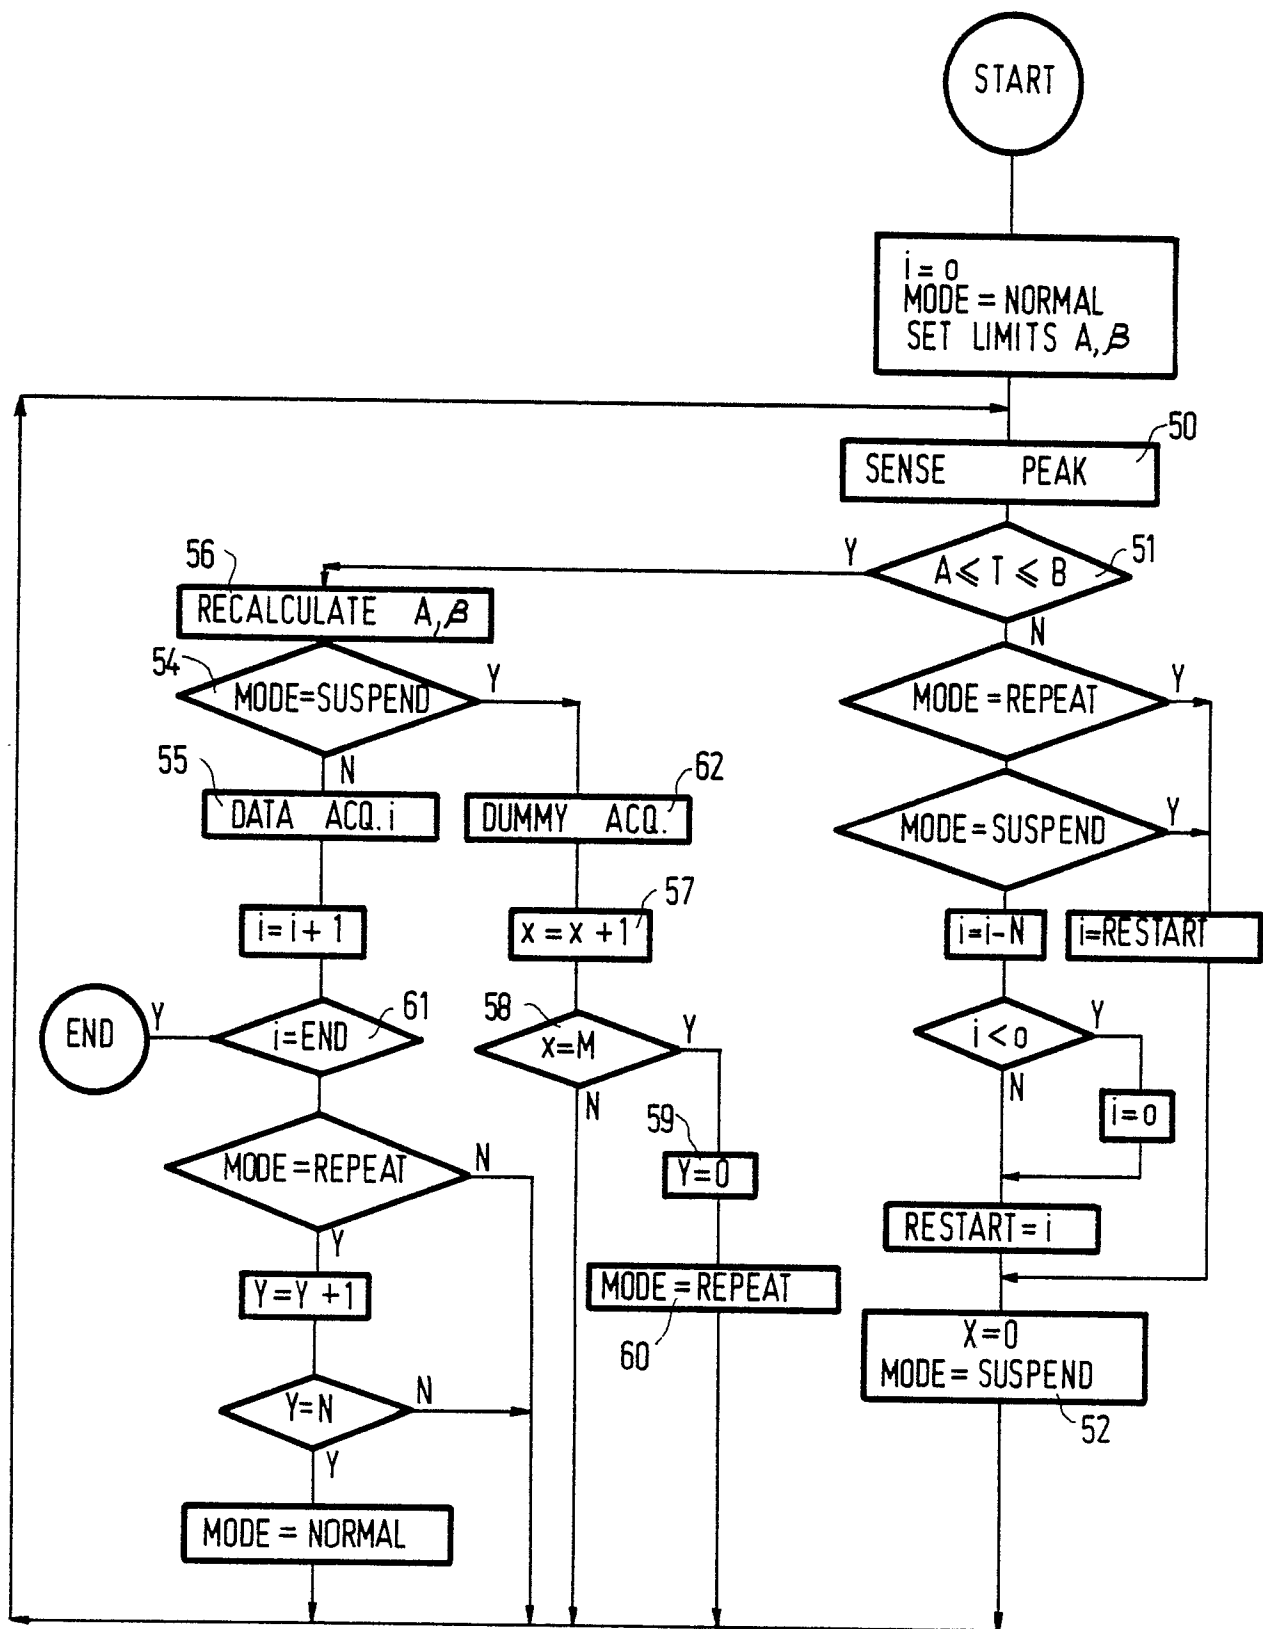 START
i = 0
MODE = NORMAL
SET LIMITS A, β
50
SENSE PEAK
51
A ⩽ T ⩽ B
Y
N
56
RECALCULATE A, β
54
MODE=SUSPEND
Y
N
MODE = REPEAT
Y
MODE=SUSPEND
Y
55
DATA ACQ. i
62
DUMMY ACQ.
i = i + 1
57
x = x + 1
i=i-N
i=RESTART
END
Y
61
i=END
58
x=M
Y
N
i < 0
Y
N
i=0
MODE = REPEAT
N
Y
59
Y=0
RESTART = i
Y=Y +1
MODE = REPEAT
60
X=0
MODE = SUSPEND
52
Y=N
N
Y
MODE = NORMAL